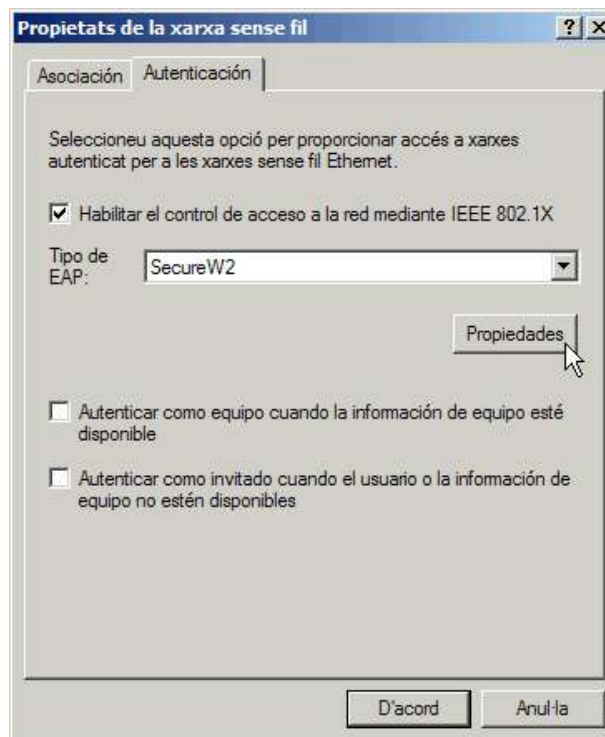 Propietats de la xarxa sense fil
Asociación
Autenticación
Seleccioneu aquesta opció per proporcionar accés a xarxes
autenticat per a les xarxes sense fil Ethernet.
Habilitar el control de acceso a la red mediante IEEE 802.1X
Tipo de
EAP:
SecureW2
Propiedades
Autenticar como equipo cuando la información de equipo esté
disponible
Autenticar como invitado cuando el usuario o la información de
equipo no estén disponibles
D'acord
Anul·la